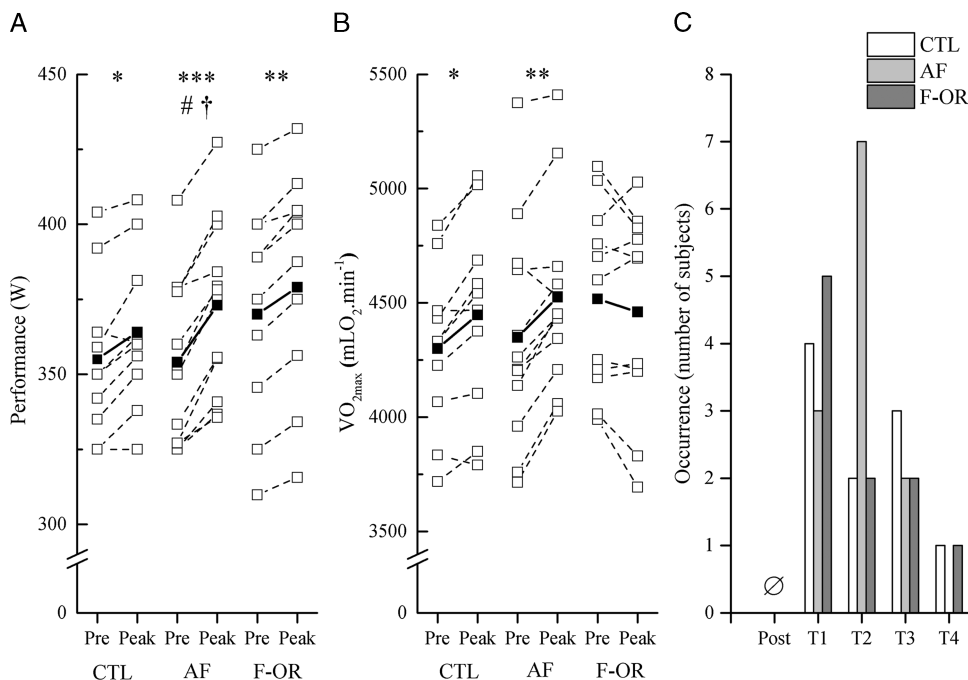 A
B
C
CTL
AF
F-OR
Performance (W)
450
400
350
300
0
* *** **
# †
Pre Peak Pre Peak Pre Peak
CTL AF F-OR
VO2max (mLO2.min-1)
5500
5000
4500
4000
3500
0
* **
Pre Peak Pre Peak Pre Peak
CTL AF F-OR
Occurrence (number of subjects)
8
7
6
5
4
3
2
1
0
∅
Post T1 T2 T3 T4